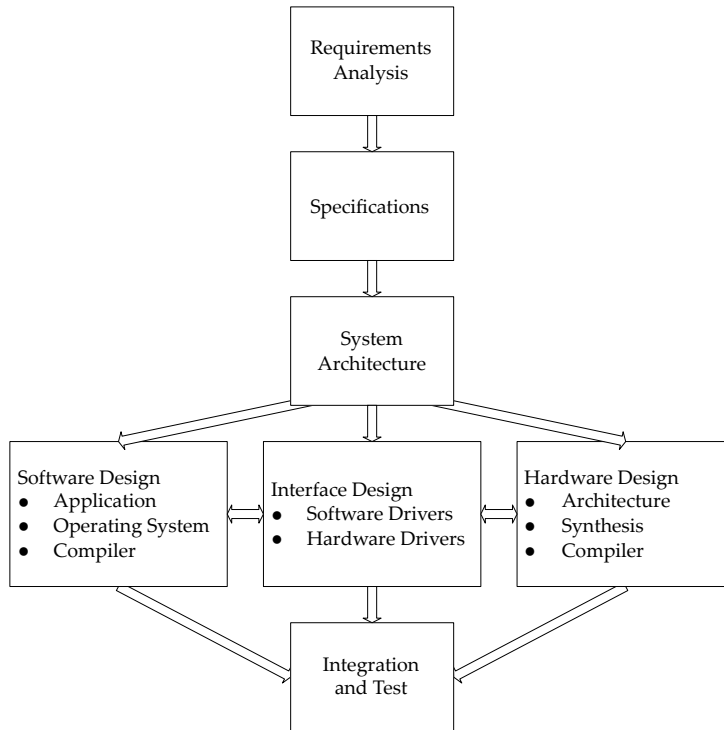 Requirements
Analysis
Specifications
System
Architecture
Software Design
● Application
● Operating System
● Compiler
Interface Design
● Software Drivers
● Hardware Drivers
Hardware Design
● Architecture
● Synthesis
● Compiler
Integration
and Test